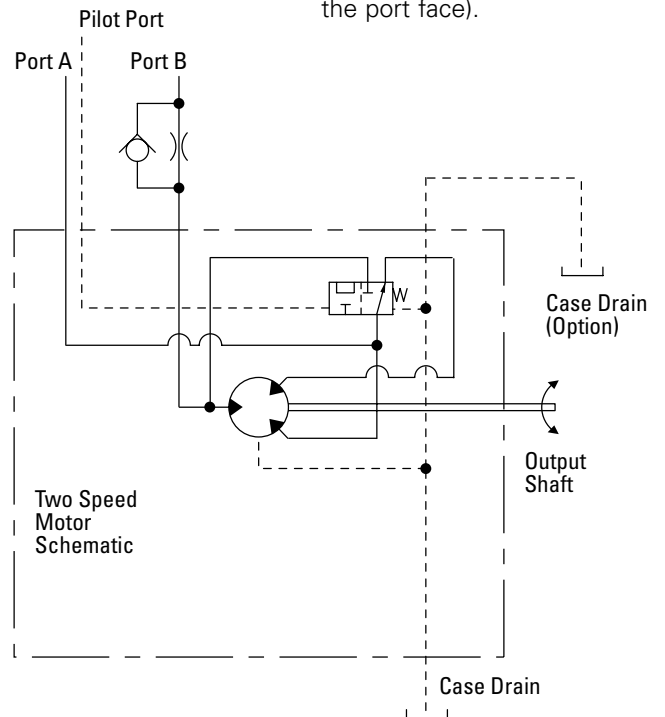 the port face).
Pilot Port
Port A
Port B
Case Drain
(Option)
Output
Shaft
Two Speed
Motor
Schematic
Case Drain